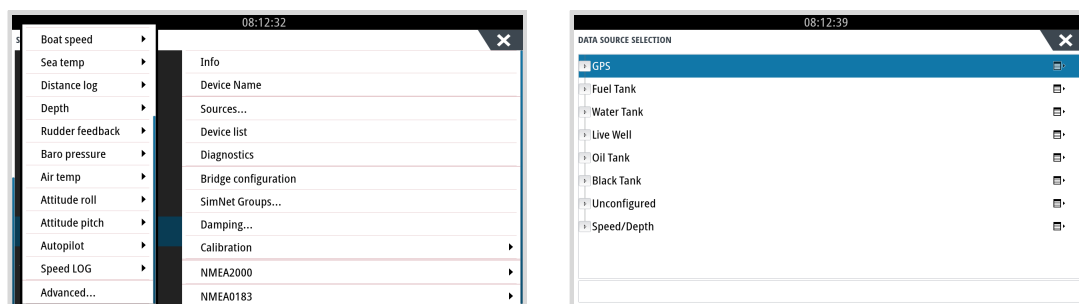 08:12:32
S
Boat speed
Sea temp
Distance log
Depth
Rudder feedback
Baro pressure
Air temp
Attitude roll
Attitude pitch
Autopilot
Speed LOG
Advanced...
Info
Device Name
Sources...
Device list
Diagnostics
Bridge configuration
SimNet Groups...
Damping...
Calibration
NMEA2000
NMEA0183
08:12:39
DATA SOURCE SELECTION
GPS
Fuel Tank
Water Tank
Live Well
Oil Tank
Black Tank
Unconfigured
Speed/Depth